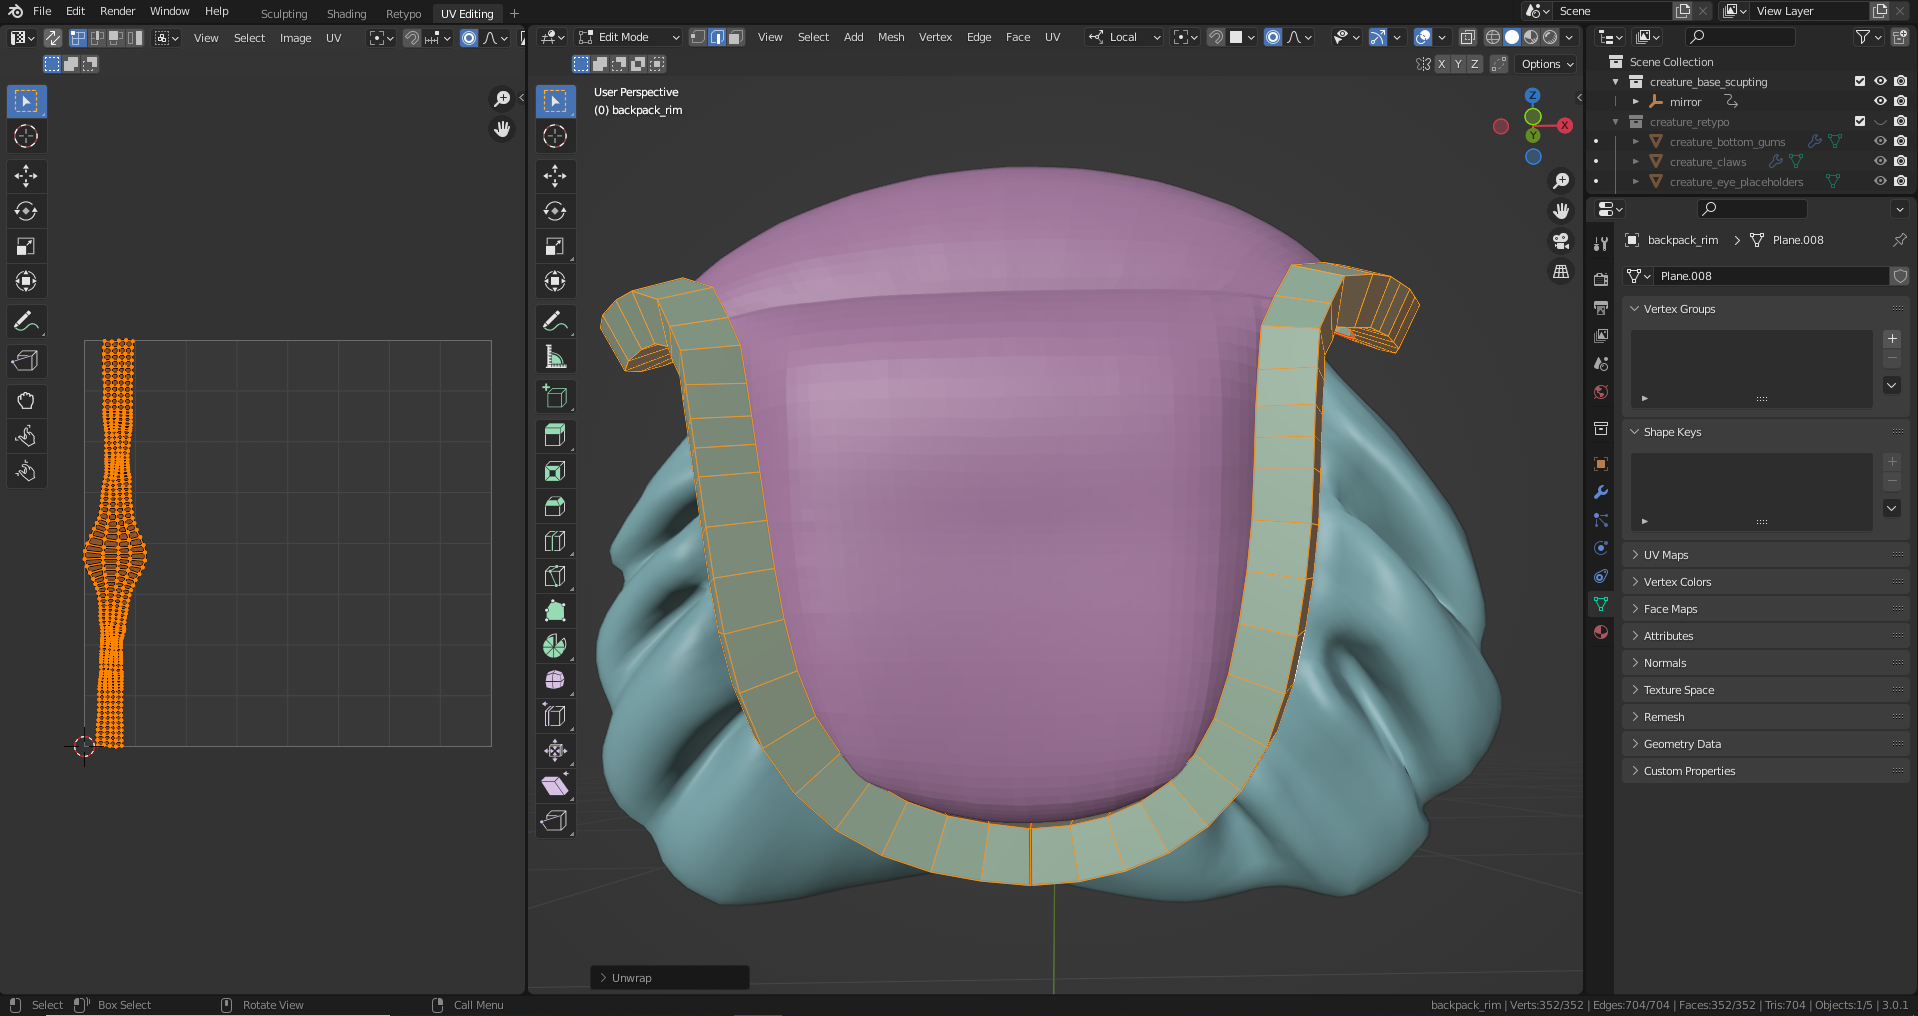 File Edit Render Window Help Sculpting Shading Retypo UV Editing + Scene View Layer
View Select Image UV Edit Mode View Select Add Mesh Vertex Edge Face UV Local
X Y Z Options
Scene Collection
creature_base_scupting
mirror
creature_retypo
creature_bottom_gums
creature_claws
creature_eye_placeholders
User Perspective
(0) backpack_rim
Z
X
Y
backpack_rim > Plane.008
Plane.008
Vertex Groups
Shape Keys
UV Maps
Vertex Colors
Face Maps
Attributes
Normals
Texture Space
Remesh
Geometry Data
Custom Properties
> Unwrap
Select Box Select Rotate View Call Menu backpack_rim | Verts:352/352 | Edges:704/704 | Faces:352/352 | Tris:704 | Objects:1/5 | 3.0.1